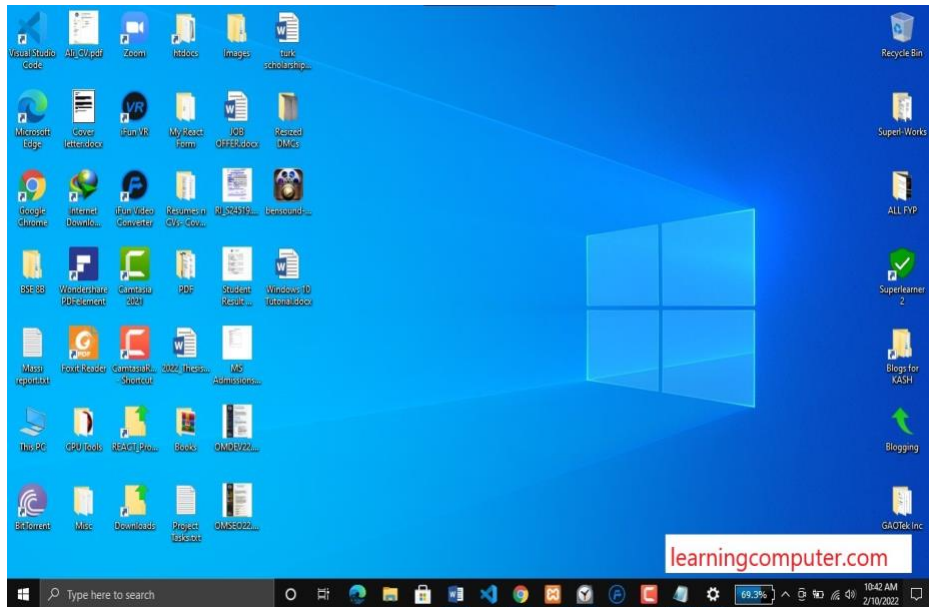 Visual Studio
Code
Ali_CV.pdf
Zoom
htdocs
Images
turk
scholarship...
Recycle Bin
Microsoft
Edge
Cover
letter.docx
iFun VR
My React
Form
JOB
OFFER.docx
Resized
DMCs
Superl-Works
Google
Chrome
Internet
Downlo...
iFun Video
Converter
Resumes n
CVs- Cov...
bensound-...
ALL FYP
BSE 8B
Wondershare
PDFelement
Camtasia
2021
PDF
Student
Result ...
Windows 10
Tutorial.docx
Superlearner
2
Massi
report.txt
Foxit Reader
CamtasiaR...
- Shortcut
2022_Thesis...
MS
Admissions...
Blogs for
KASH
This PC
CPU Tools
REACT_Pro...
Books
OMDEV22...
Blogging
BitTorrent
Misc
Downloads
Project
Tasks.txt
OMSEO22...
GAOTek Inc
learningcomputer.com
Type here to search
69.3%
10:42 AM
2/10/2022